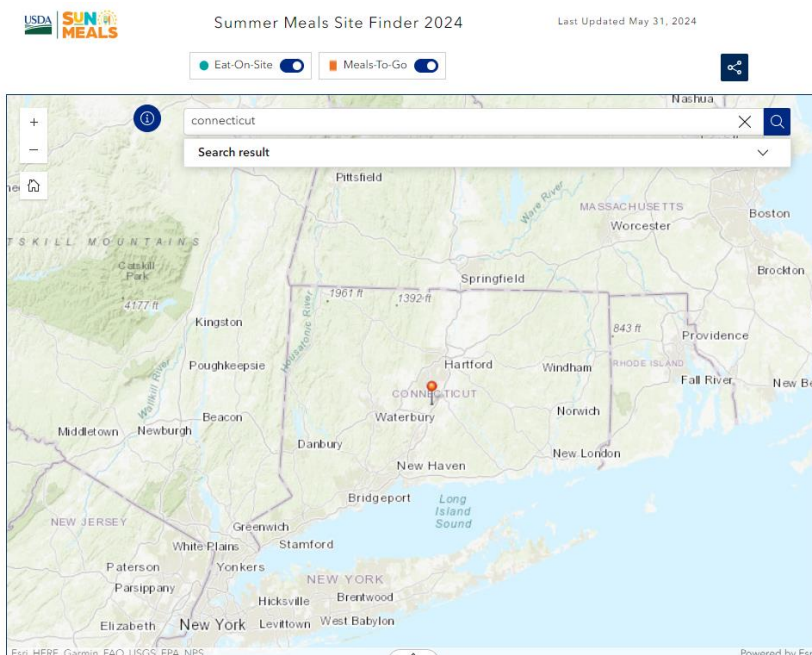 USDA
SUN
MEALS
Summer Meals Site Finder 2024
Last Updated May 31, 2024
Eat-On-Site
Meals-To-Go
Nashua
+
connecticut
−
Search result
Pittsfield
Ware River
MASSACHUSETTS
Boston
Worcester
TSKILL MOUNTAINS
Catskill
Park
Springfield
Brockton
4177 ft
1961 ft
1392 ft
Housatonic River
Kingston
843 ft
Providence
Poughkeepsie
Hartford
Windham
RHODE ISLAND
Fall River
New Be
Wallkill River
CONNECTICUT
Beacon
Waterbury
Norwich
Middletown
Newburgh
Danbury
New London
New Haven
Bridgeport
Long
Island
Sound
NEW JERSEY
Greenwich
White Plains
Stamford
Paterson
Yonkers
NEW YORK
Parsippany
Hicksville
Brentwood
Elizabeth
New York
Levittown
West Babylon
Esri, HERE, Garmin, FAO, USGS, EPA, NPS
Powered by Esri